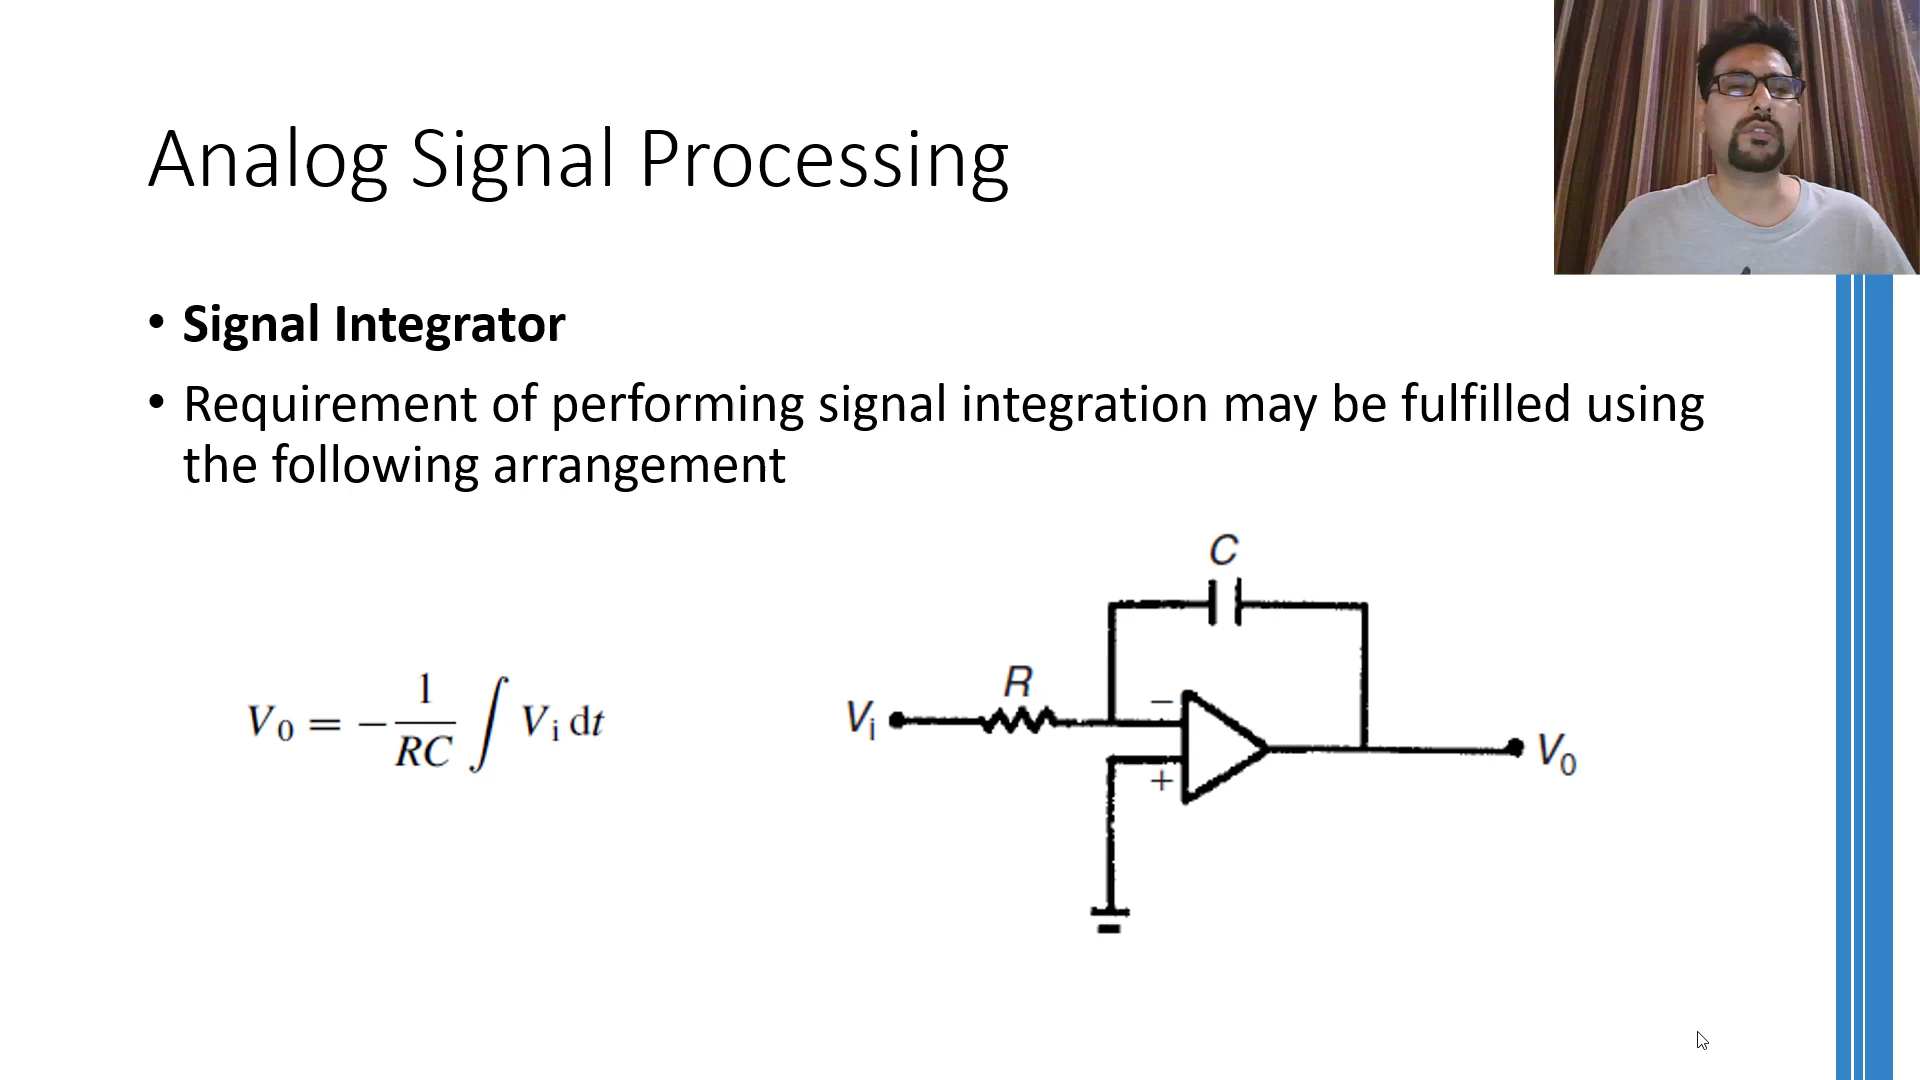 Analog Signal Processing
• Signal Integrator
• Requirement of performing signal integration may be fulfilled using
the following arrangement
C
R
Vi
−
+
V0
V0 = − 1/RC ∫ Vi dt